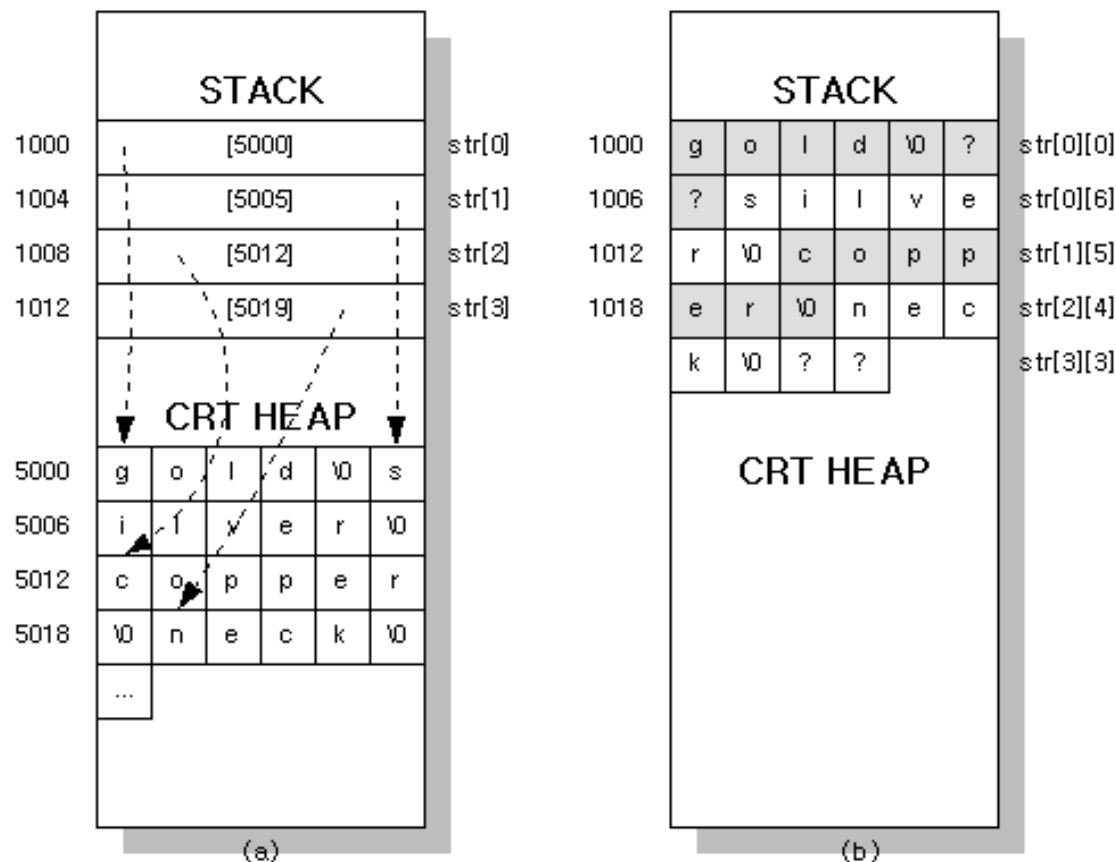 STACK
1000 [5000] str[0]
1004 [5005] str[1]
1008 [5012] str[2]
1012 [5019] str[3]
CRT HEAP
5000 g o l d \0 s
5006 i l v e r \0
5012 c o p p e r
5018 \0 n e c k \0
...
(a)
STACK
1000 g o l d \0 ? str[0][0]
1006 ? s i l v e str[0][6]
1012 r \0 c o p p str[1][5]
1018 e r \0 n e c str[2][4]
k \0 ? ? str[3][3]
CRT HEAP
(b)